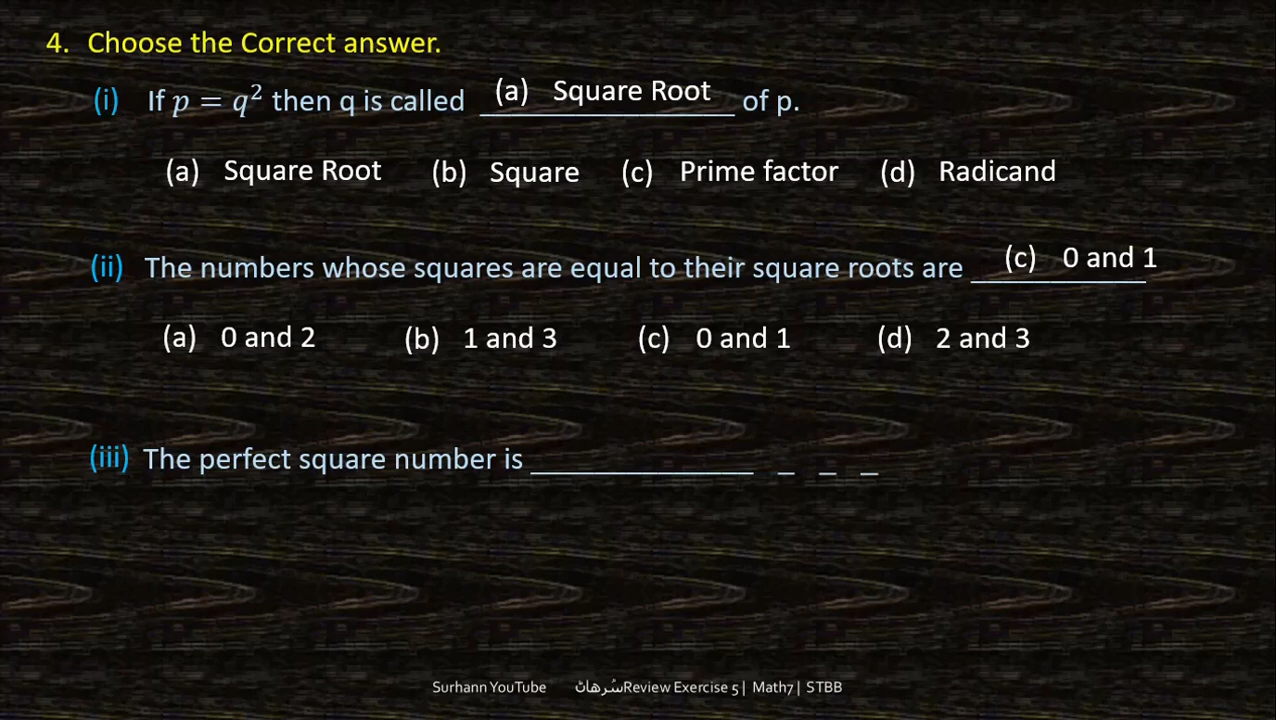 4. Choose the Correct answer.
(i) If p = q² then q is called (a) Square Root of p.
(a) Square Root (b) Square (c) Prime factor (d) Radicand
(ii) The numbers whose squares are equal to their square roots are (c) 0 and 1
(a) 0 and 2 (b) 1 and 3 (c) 0 and 1 (d) 2 and 3
(iii) The perfect square number is ______________ _ _ _
Surhann YouTube سُرهاڻ Review Exercise 5 | Math7 | STBB